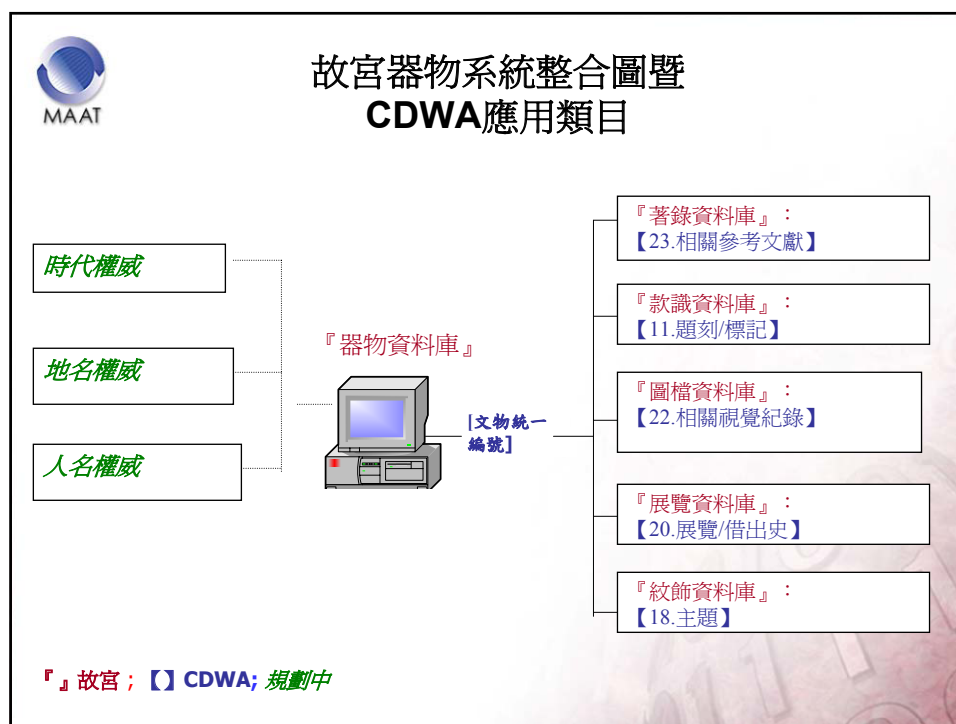 MAAT
故宮器物系統整合圖暨
CDWA應用類目
時代權威
地名權威
人名權威
『器物資料庫』
[文物統一
編號]
『著錄資料庫』：
【23.相關參考文獻】
『款識資料庫』：
【11.題刻/標記】
『圖檔資料庫』：
【22.相關視覺紀錄】
『展覽資料庫』：
【20.展覽/借出史】
『紋飾資料庫』：
【18.主題】
『』故宮；【】CDWA; 規劃中